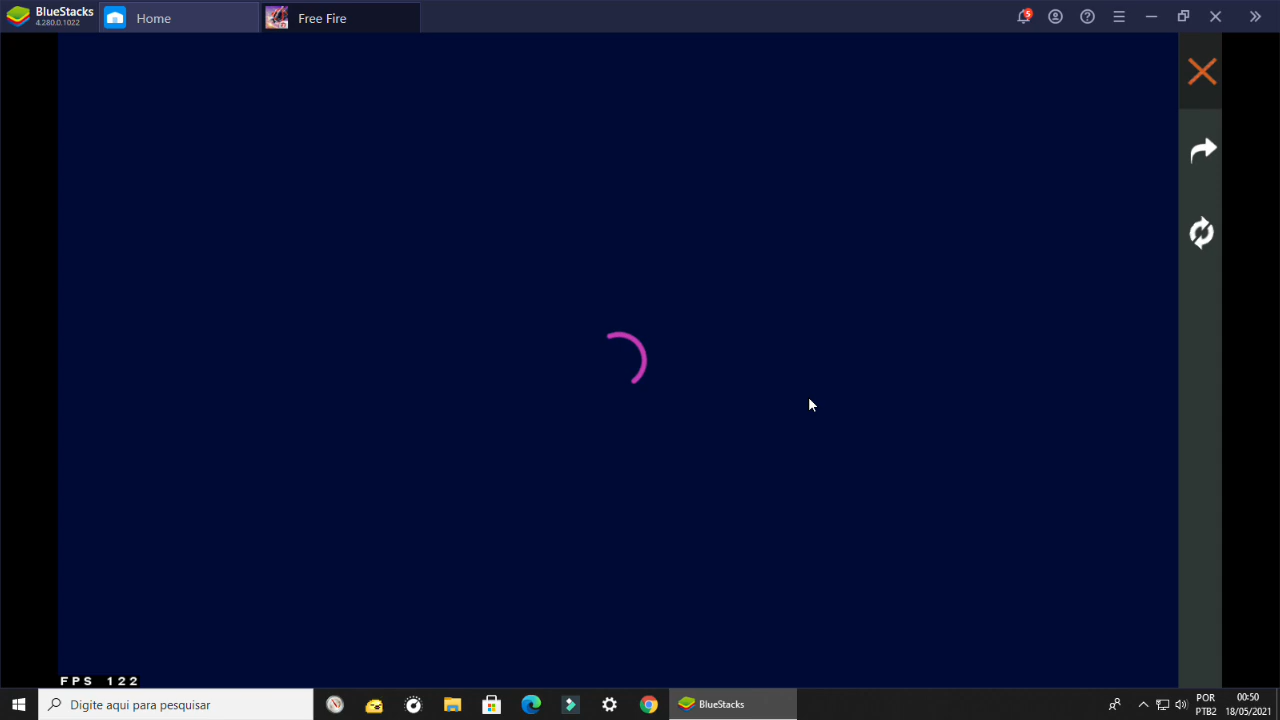 BlueStacks
4.280.0.1022
Home
Free Fire
5
FPS 122
Digite aqui para pesquisar
BlueStacks
POR
PTB2
00:50
18/05/2021